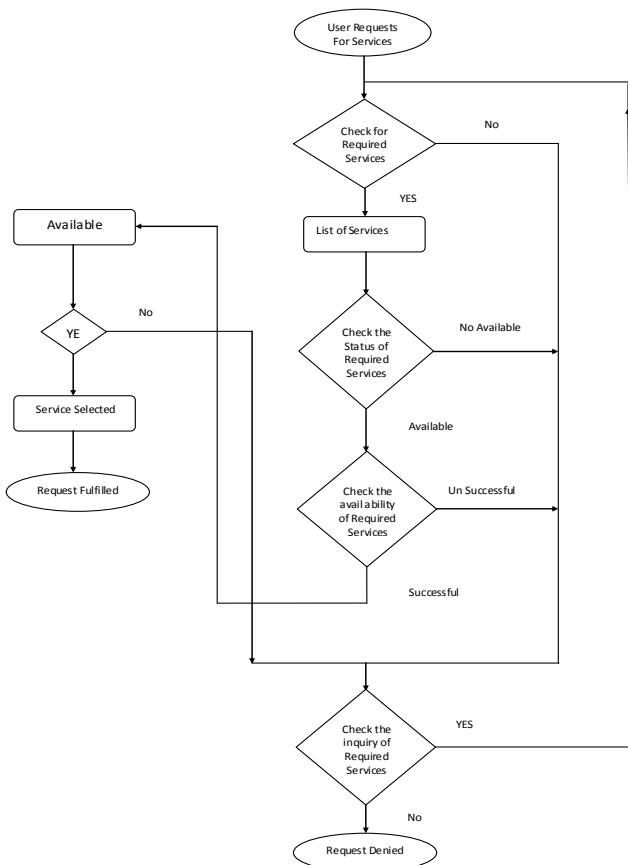 User Requests
For Services
Check for
Required
Services
No
YES
List of Services
Available
No
YE
Check the
Status of
Required
Services
No Available
Service Selected
Available
Request Fulfilled
Check the
availability
of Required
Services
Un Successful
Successful
Check the
inquiry of
Required
Services
YES
No
Request Denied